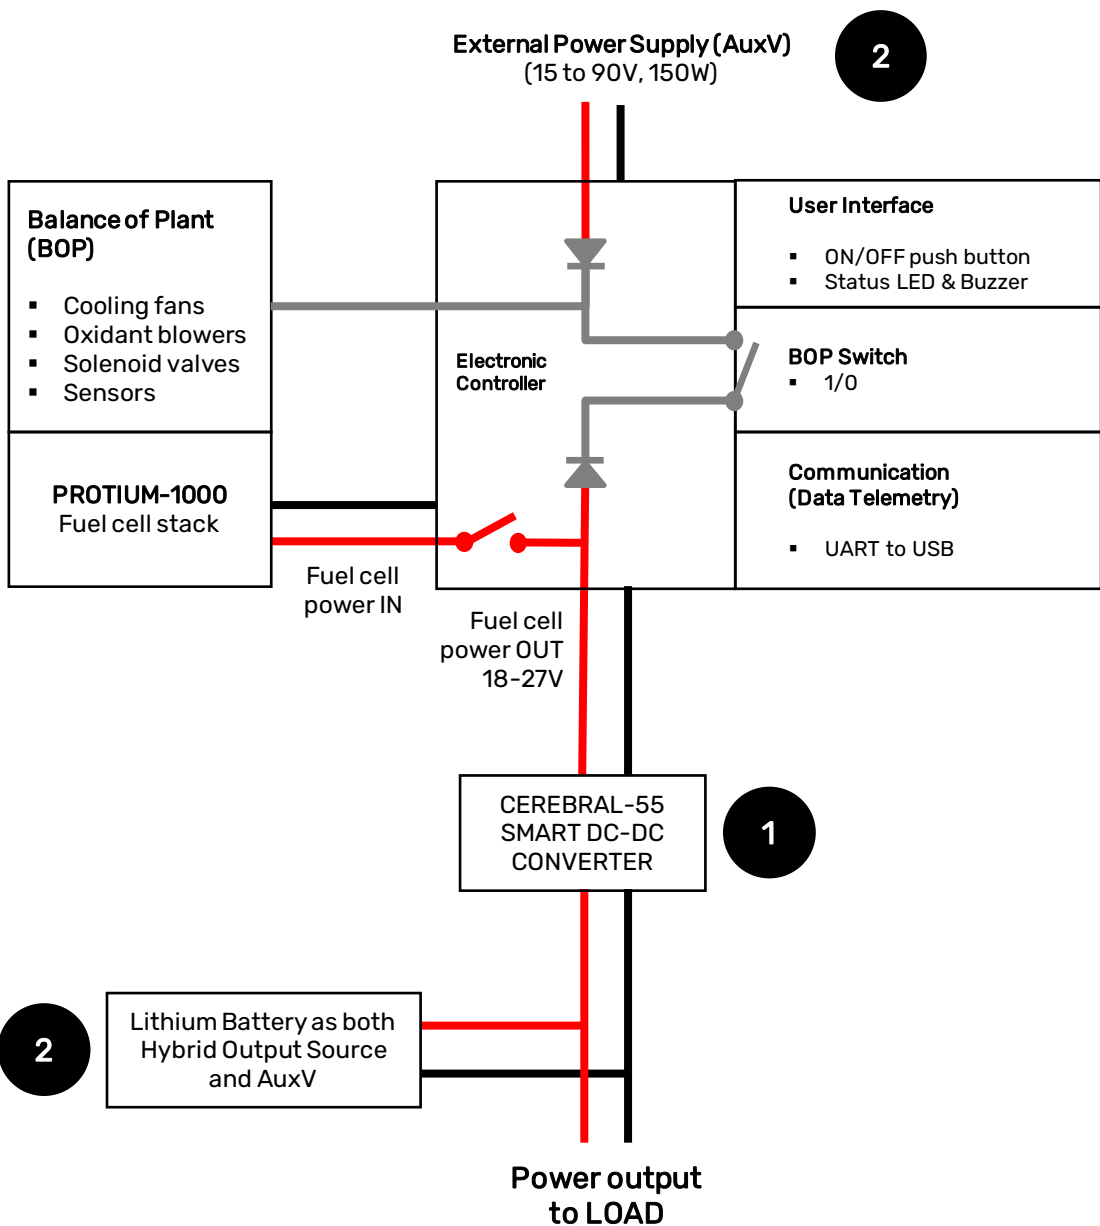 External Power Supply (AuxV)
(15 to 90V, 150W)
2
Balance of Plant
(BOP)
▪ Cooling fans
▪ Oxidant blowers
▪ Solenoid valves
▪ Sensors
Electronic
Controller
User Interface
▪ ON/OFF push button
▪ Status LED & Buzzer
BOP Switch
▪ 1/0
Communication
(Data Telemetry)
▪ UART to USB
PROTIUM-1000
Fuel cell stack
Fuel cell
power IN
Fuel cell
power OUT
18-27V
CEREBRAL-55
SMART DC-DC
CONVERTER
1
2
Lithium Battery as both
Hybrid Output Source
and AuxV
Power output
to LOAD